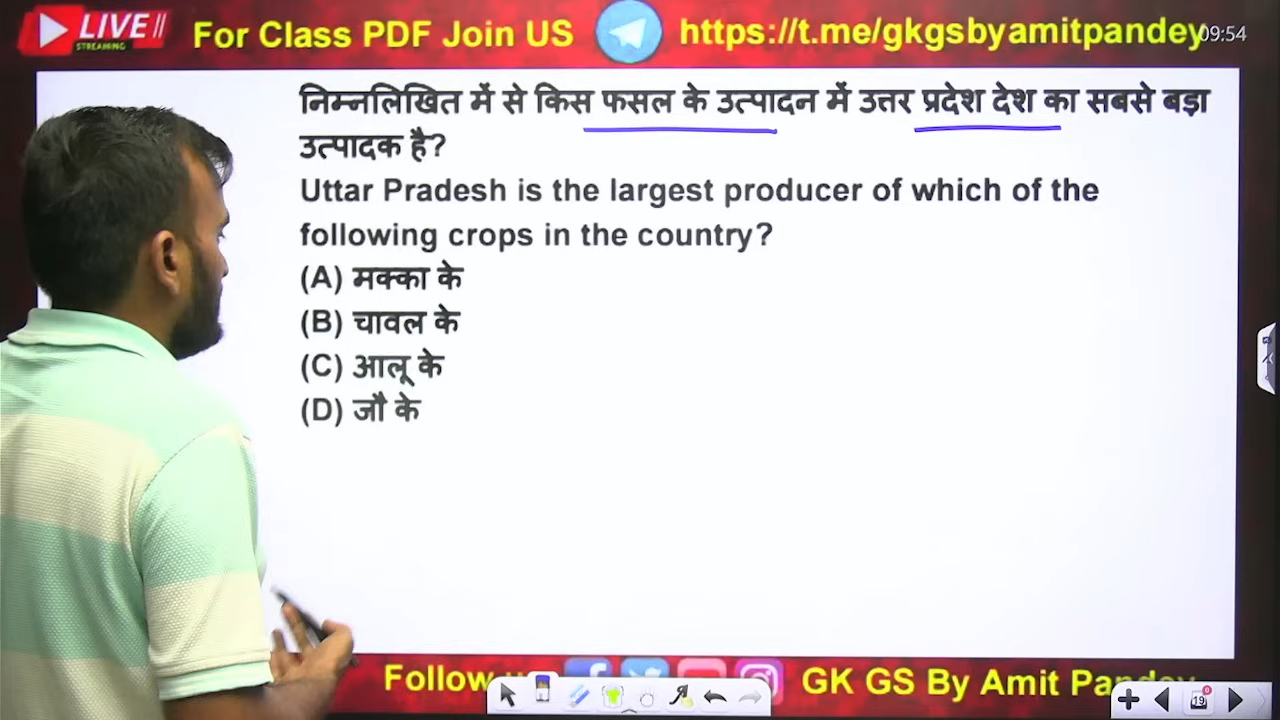 LIVE
STREAMING
For Class PDF Join US
https://t.me/gkgsbyamitpandey
09:54
निम्नलिखित में से किस फसल के उत्पादन में उत्तर प्रदेश देश का सबसे बड़ा
उत्पादक है?
Uttar Pradesh is the largest producer of which of the
following crops in the country?
(A) मक्का के
(B) चावल के
(C) आलू के
(D) जौ के
Follow
GK GS By Amit Pandey
19